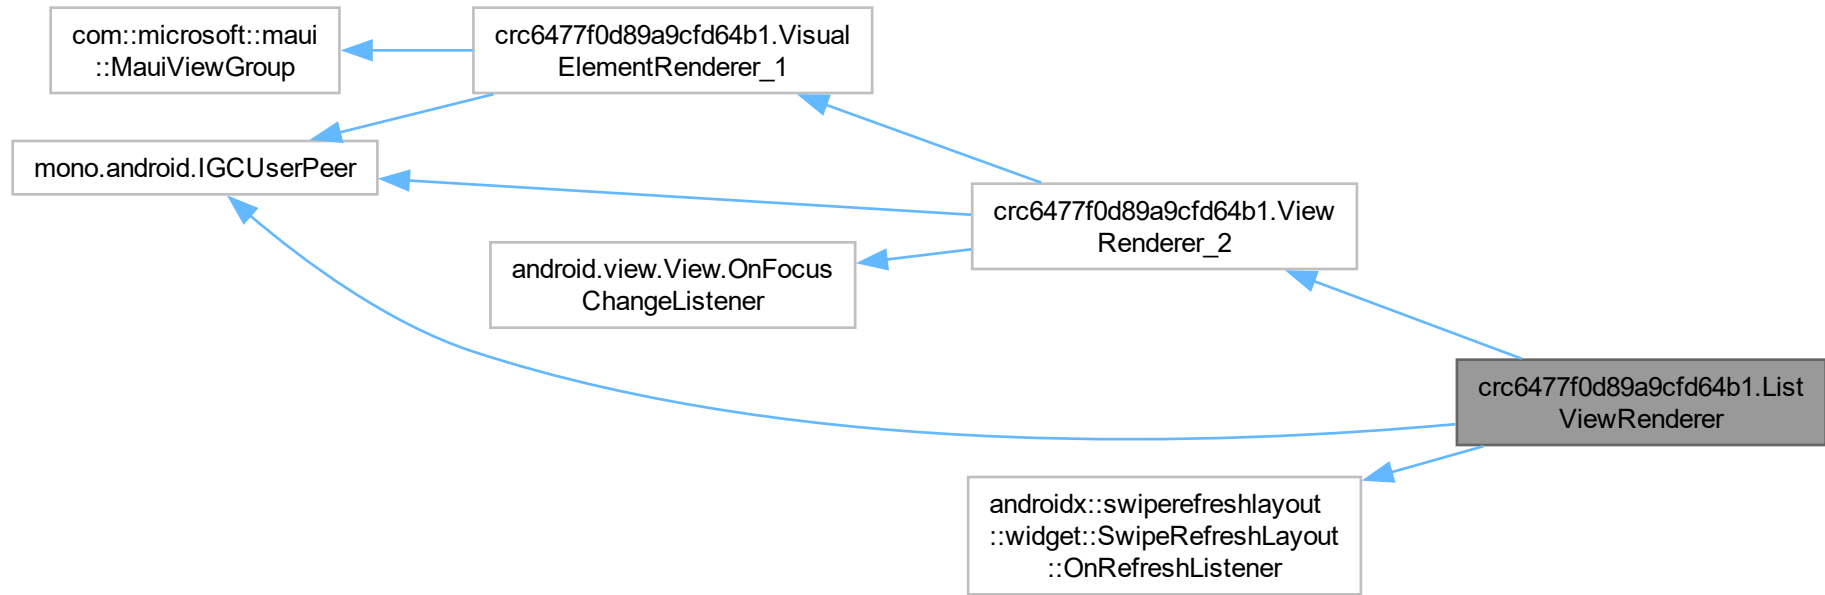 com::microsoft::maui
::MauiViewGroup
crc6477f0d89a9cfd64b1.Visual
ElementRenderer_1
mono.android.IGCUserPeer
crc6477f0d89a9cfd64b1.View
Renderer_2
android.view.View.OnFocus
ChangeListener
crc6477f0d89a9cfd64b1.List
ViewRenderer
androidx::swiperefreshlayout
::widget::SwipeRefreshLayout
::OnRefreshListener